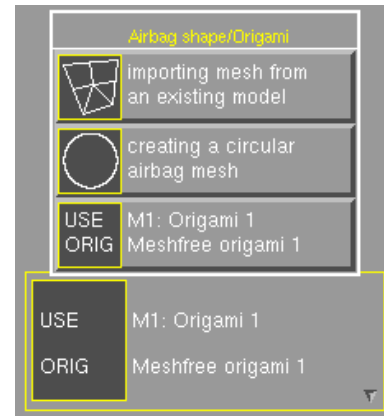 Airbag shape/Origami
importing mesh from
an existing model
creating a circular
airbag mesh
USE M1: Origami 1
ORIG Meshfree origami 1
USE M1: Origami 1
ORIG Meshfree origami 1